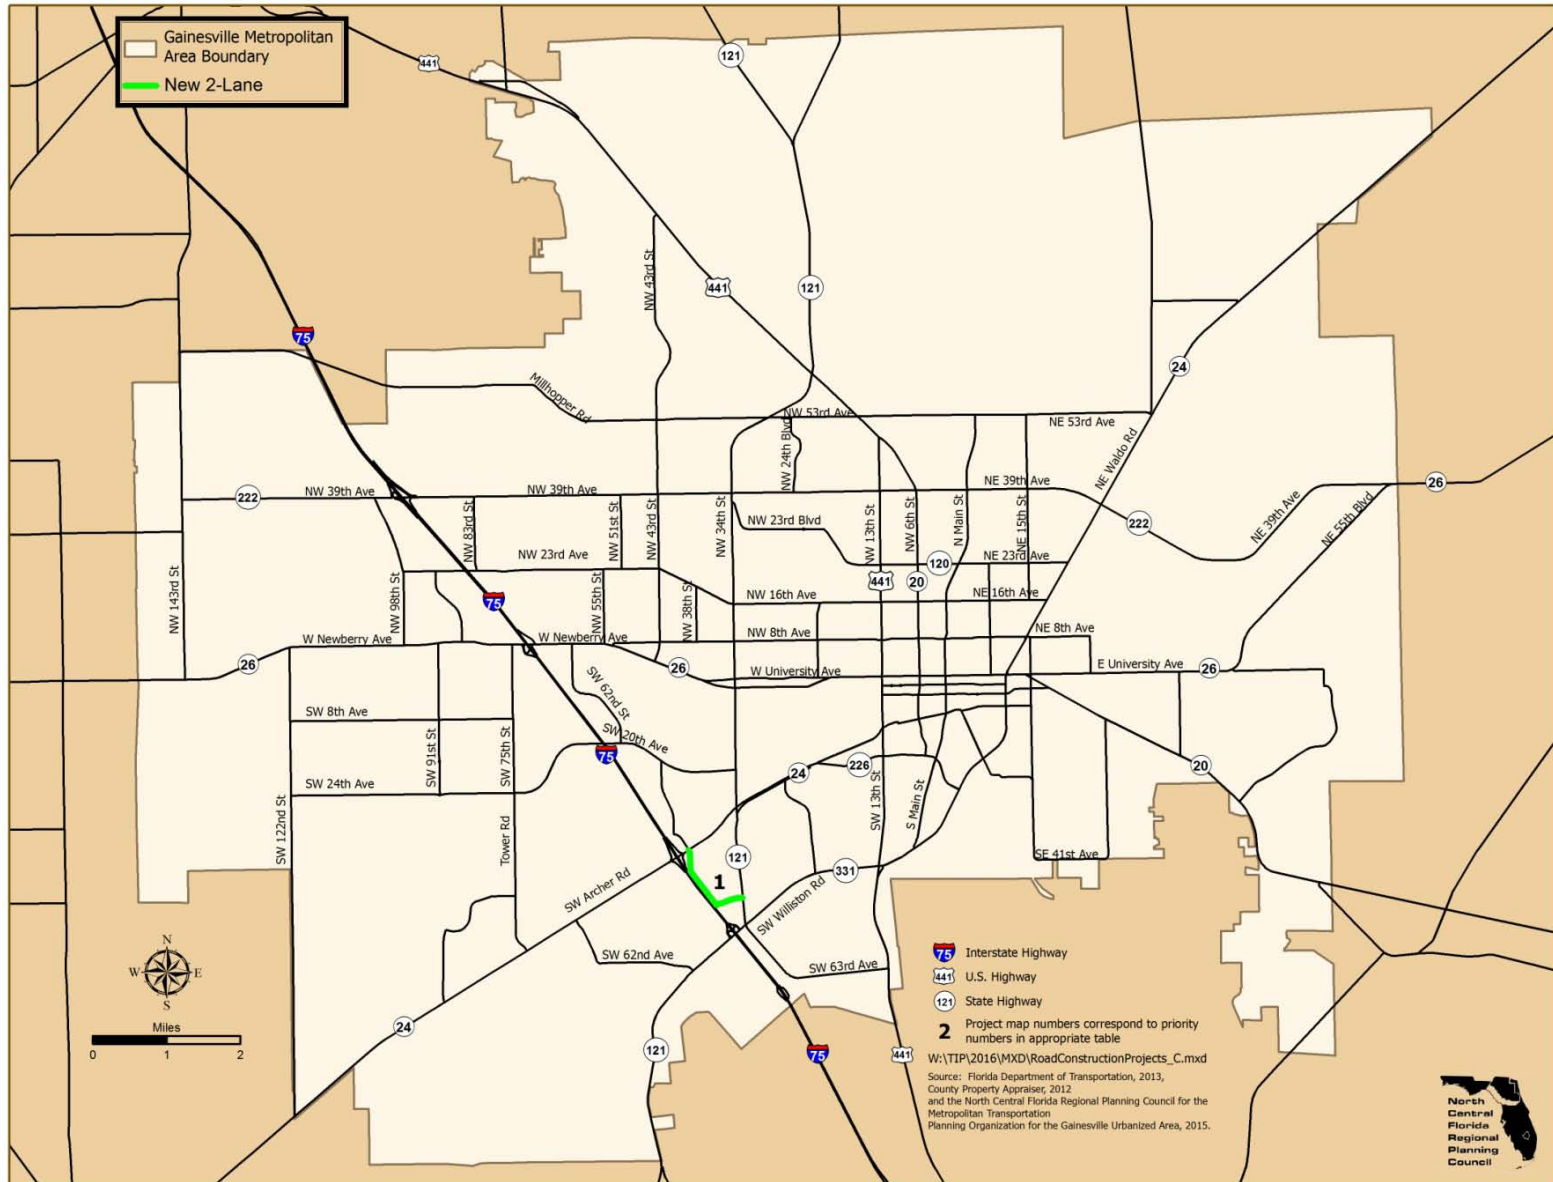 Gainesville Metropolitan
Area Boundary
New 2-Lane
441
121
441
121
NW 43rd St
75
24
Millhopper Rd
NW 53rd Ave
NE 53rd Ave
NW 24th Blvd
NE Waldo Rd
222
NW 39th Ave
NW 39th Ave
NE 39th Ave
26
NW 83rd St
NW 51st St
NW 43rd St
NW 34th St
NW 23rd Blvd
NW 13th St
NW 6th St
N Main St
NE 15th St
222
NE 39th Ave
NE 55th Blvd
NW 23rd Ave
120
NE 23rd Ave
NW 143rd St
NW 98th St
75
NW 55th St
NW 38th St
441
20
NW 16th Ave
NE 16th Ave
W Newberry Ave
W Newberry Ave
NW 8th Ave
NE 8th Ave
26
26
W University Ave
E University Ave
26
SW 62nd St
SW 8th Ave
SW 91st St
SW 75th St
SW 20th Ave
75
SW 24th Ave
24
226
20
SW 122nd St
Tower Rd
SW 13th St
S Main St
SW Archer Rd
1
121
331
SE 41st Ave
SW Williston Rd
SW 62nd Ave
SW 63rd Ave
N
W
E
S
Miles
0 1 2
24
121
75
441
75 Interstate Highway
441 U.S. Highway
121 State Highway
2 Project map numbers correspond to priority
numbers in appropriate table
W:\TIP\2016\MXD\RoadConstructionProjects_C.mxd
Source: Florida Department of Transportation, 2013,
County Property Appraiser, 2012
and the North Central Florida Regional Planning Council for the
Metropolitan Transportation
Planning Organization for the Gainesville Urbanized Area, 2015.
North
Central
Florida
Regional
Planning
Council